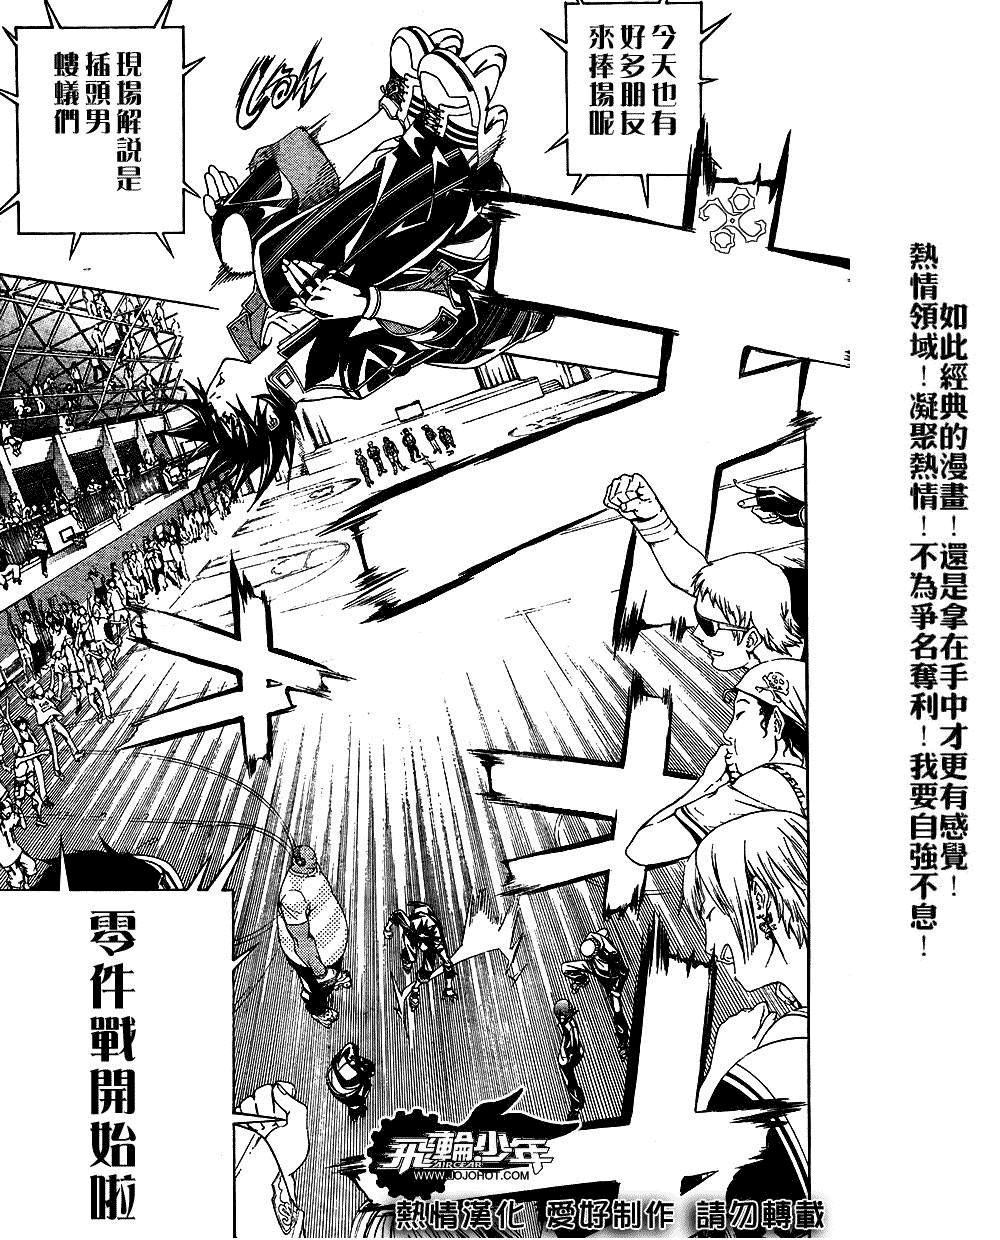 今天也有
好多朋友
來捧場呢
現場解說是
插頭男
螻蟻們
零件戰開始啦
如此經典的漫畫！還是拿在手中才更有感覺！
熱情領域！凝聚熱情！不為爭名奪利！我要自強不息！
飛輪少年
AIRGEAR
WWW.JOJOHOT.COM
熱情漢化 愛好制作 請勿轉載